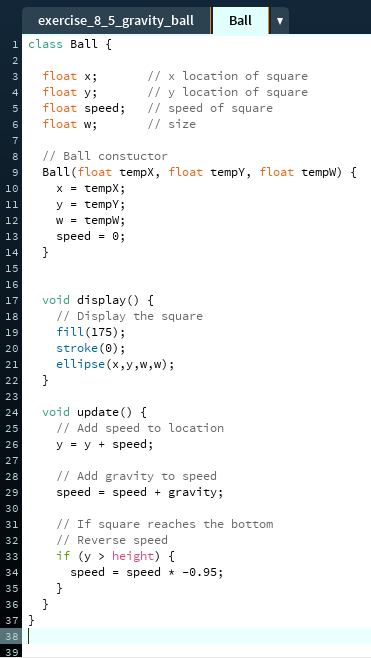 exercise_8_5_gravity_ball Ball ▼
1 class Ball {
2
3 float x; // x location of square
4 float y; // y location of square
5 float speed; // speed of square
6 float w; // size
7
8 // Ball constuctor
9 Ball(float tempX, float tempY, float tempW) {
10 x = tempX;
11 y = tempY;
12 w = tempW;
13 speed = 0;
14 }
15
16
17 void display() {
18 // Display the square
19 fill(175);
20 stroke(0);
21 ellipse(x,y,w,w);
22 }
23
24 void update() {
25 // Add speed to location
26 y = y + speed;
27
28 // Add gravity to speed
29 speed = speed + gravity;
30
31 // If square reaches the bottom
32 // Reverse speed
33 if (y > height) {
34 speed = speed * -0.95;
35 }
36 }
37 }
38
39